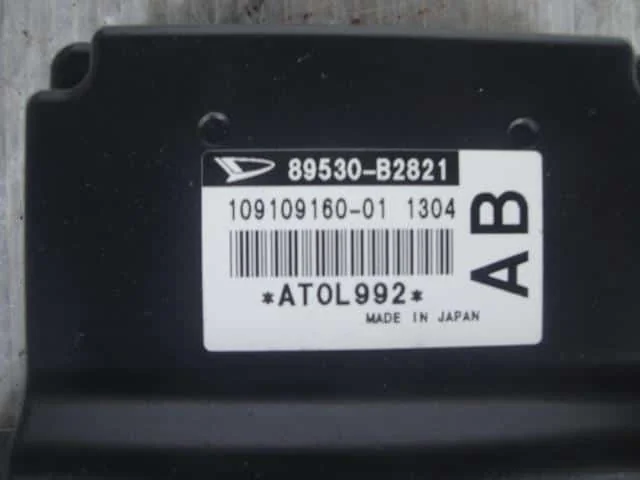 89530-B2821
109109160-01 1304
*AT0L992*
MADE IN JAPAN
AB